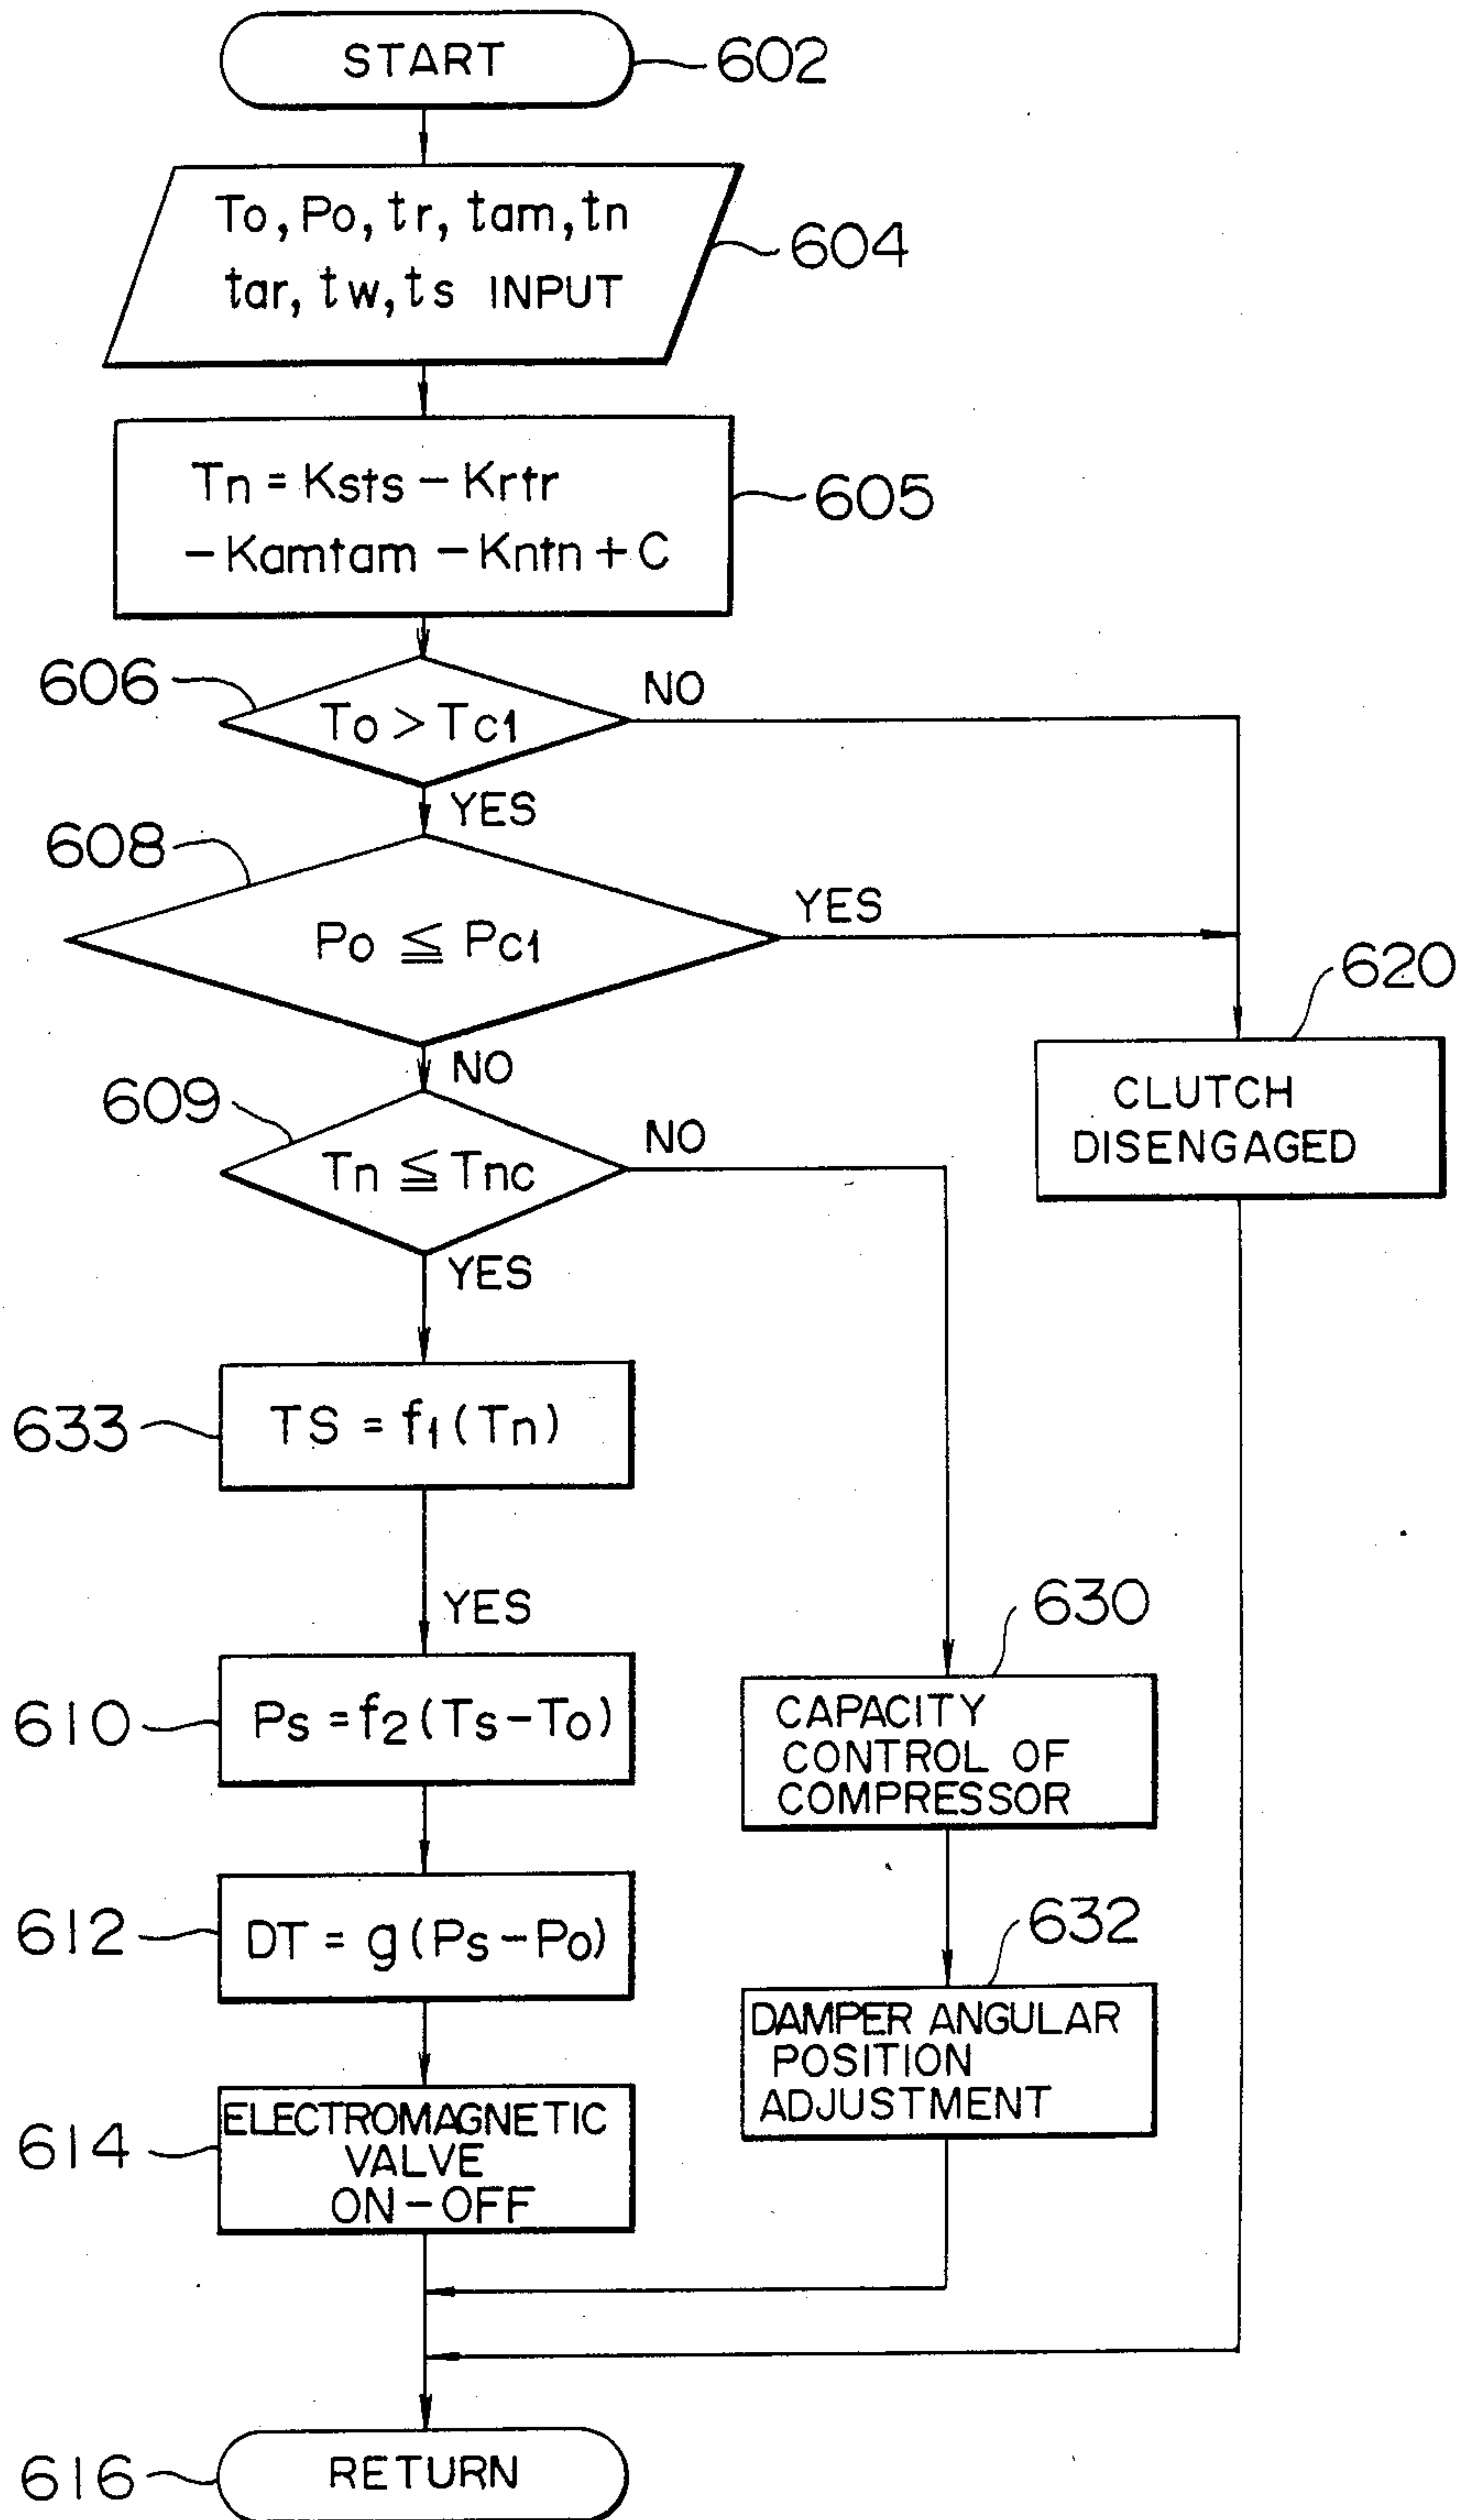 START
602
To, Po, tr, tam, tn
tar, tw, ts INPUT
604
Tn = Ksts − Krtr
− Kamtam − Kntn + C
605
606
To > Tc1
NO
YES
608
Po ≦ Pc1
YES
NO
620
CLUTCH
DISENGAGED
609
Tn ≦ Tnc
NO
YES
633
TS = f1 (Tn)
YES
610
Ps = f2 (Ts − To)
630
CAPACITY
CONTROL OF
COMPRESSOR
612
DT = g (Ps − Po)
632
DAMPER ANGULAR
POSITION
ADJUSTMENT
614
ELECTROMAGNETIC
VALVE
ON − OFF
616
RETURN